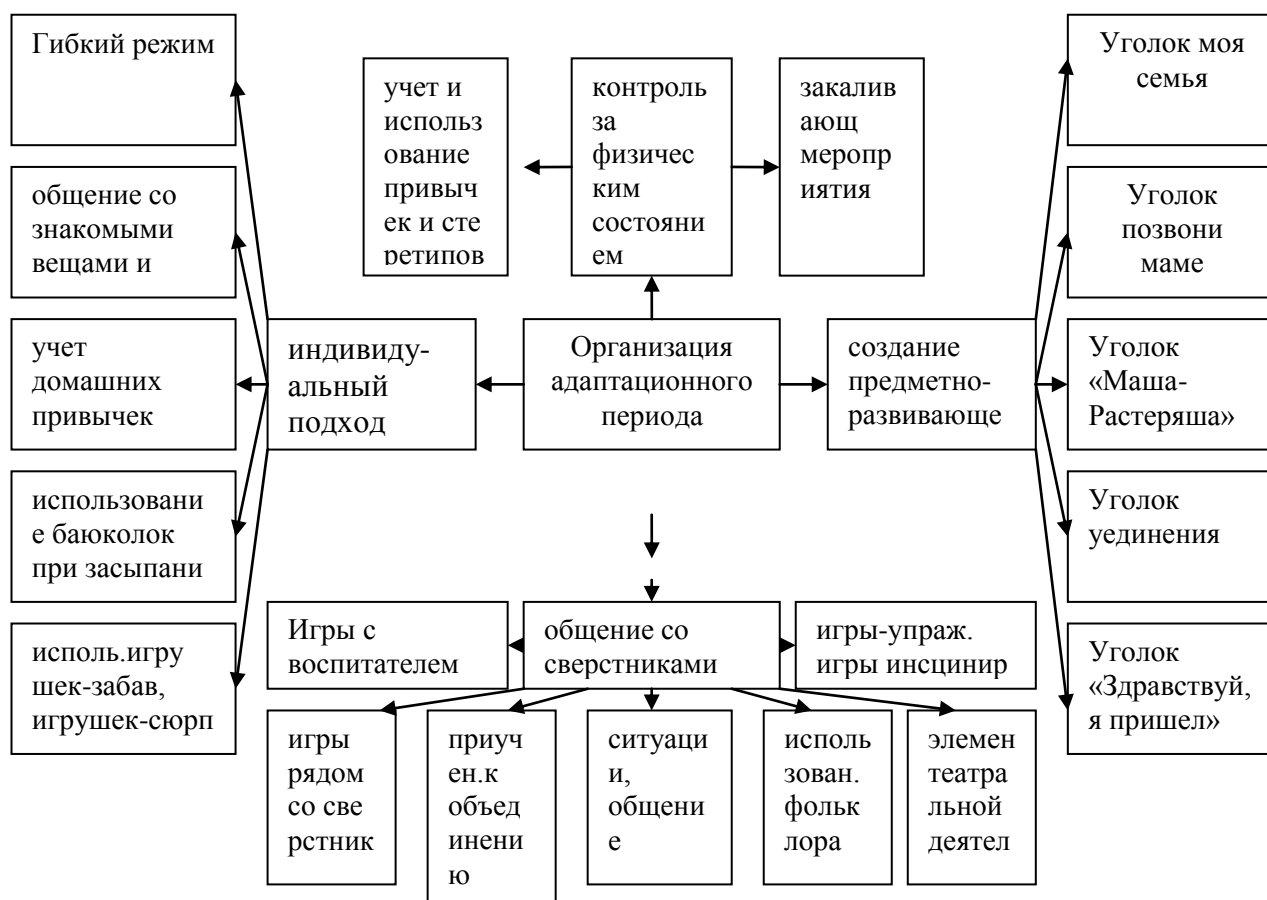 Гибкий режим
учет и
использ
ование
привыч
ек и сте
ретипов
контроль
за
физичес
ким
состояни
ем
закалив
ающ
меропр
иятия
Уголок моя
семья
общение со
знакомыми
вещами и
Уголок
позвони
маме
учет
домашних
привычек
индивиду-
альный
подход
Организация
адаптационного
периода
создание
предметно-
развивающе
Уголок
«Маша-
Растеряша»
использовани
е баюколок
при засыпани
Уголок
уединения
исполь.игру
шек-забав,
игрушек-сюрп
Игры с
воспитателем
общение со
сверстниками
игры-упраж.
игры инсцинир
Уголок
«Здравствуй,
я пришел»
игры
рядом
со све
рстник
приуч
ен.к
объед
инени
ю
ситуаци
и,
общени
е
исполь
зован.
фольк
лора
элемен
театра
льной
деятел